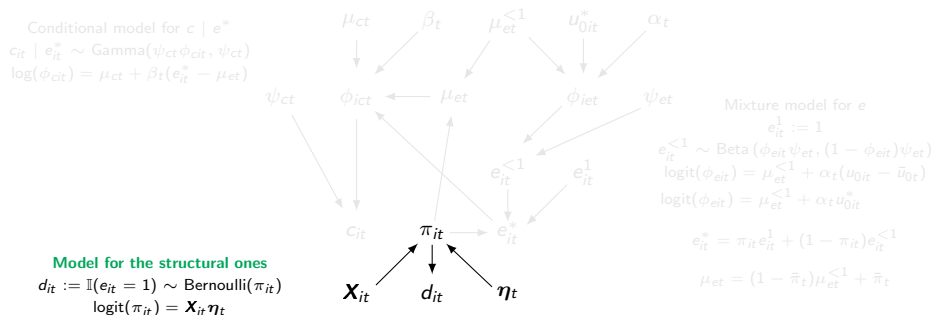 μ_ct β_t μ_et^{<1} u*_0it α_t
Conditional model for c | e*
c_it | e*_it ∼ Gamma(ψ_ct ϕ_cit, ψ_ct)
log(ϕ_cit) = μ_ct + β_t(e*_it − μ_et)
ψ_ct ϕ_ict μ_et ϕ_iet ψ_et
Mixture model for e
e^1_it := 1
e^{<1}_it ∼ Beta (ϕ_eit ψ_et, (1 − ϕ_eit)ψ_et)
logit(ϕ_eit) = μ^{<1}_et + α_t(u_0it − ū_0t)
logit(ϕ_eit) = μ^{<1}_et + α_t u*_0it
e*_it = π_it e^1_it + (1 − π_it)e^{<1}_it
μ_et = (1 − π̄_t)μ^{<1}_et + π̄_t
e^{<1}_it e^1_it
c_it π_it e*_it
Model for the structural ones
d_it := 𝕀(e_it = 1) ∼ Bernoulli(π_it)
logit(π_it) = X_it η_t
X_it d_it η_t